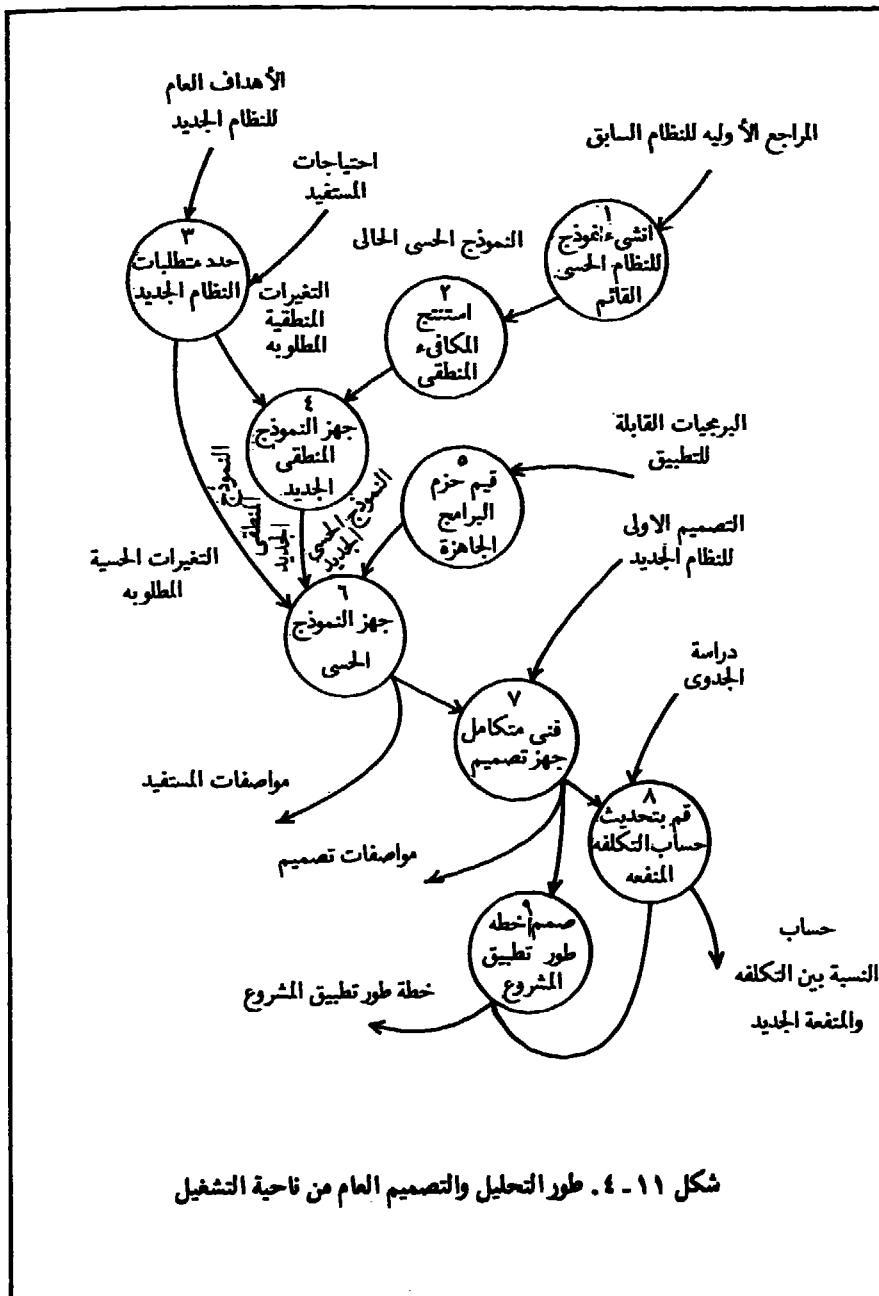 الأهداف العام
للنظام الجديد
المراجع الأوليه للنظام السابق
احتياجات
المستفيد
١
انشىء نموذج
للنظام الحسى
القائم
النموذج الحسى الحالى
٣
حدد متطلبات
النظام الجديد
٢
استنتج
المكافىء
المنطقى
التغيرات
المنطقية
المطلوبه
٤
جهز النموذج
المنطقى
الجديد
البرمجيات القابلة
للتطبيق
٥
قيم حزم
البرامج
الجاهزة
النموذج
المنطقى
الجديد
النموذج الحسى
الجديد
التصميم الاولى
للنظام الجديد
التغيرات الحسية
المطلوبه
٦
جهز النموذج
الحسى
دراسة
الجدوى
٧
فنى متكامل
جهز تصميم
مواصفات المستفيد
٨
قم بتحديث
حساب التكلفه
المنفعه
مواصفات تصميم
٩
صمم خطه
طور تطبيق
المشروع
حساب
النسبة بين التكلفه
والمنفعة الجديد
خطة طور تطبيق المشروع
شكل ١١ - ٤. طور التحليل والتصميم العام من ناحية التشغيل